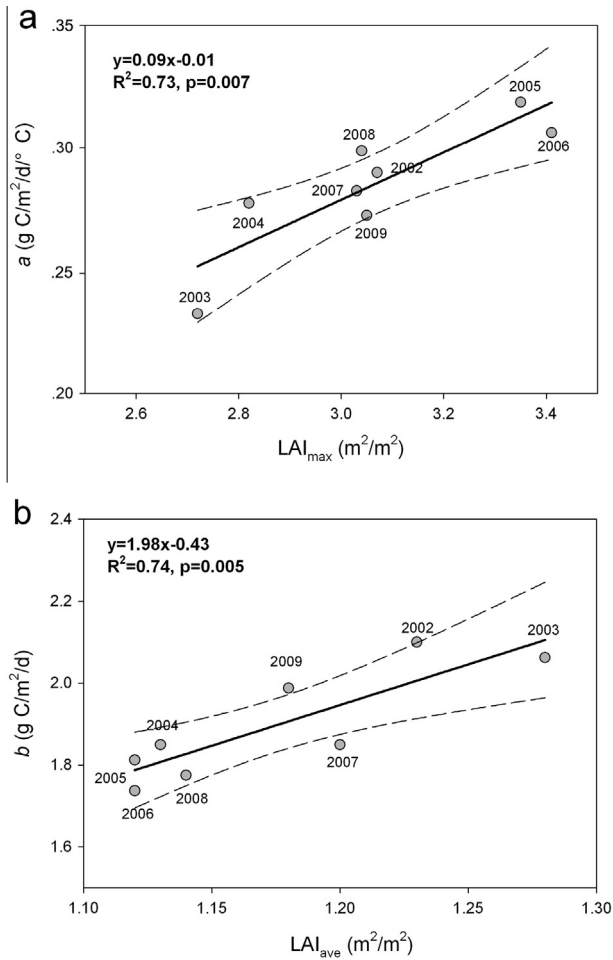 a
y=0.09x-0.01
R²=0.73, p=0.007
.35
.30
.25
.20
a (g C/m²/d/° C)
2005
2008
2002
2006
2007
2004
2009
2003
2.6 2.8 3.0 3.2 3.4
LAImax (m²/m²)
b
y=1.98x-0.43
R²=0.74, p=0.005
2.4
2.2
2.0
1.8
1.6
b (g C/m²/d)
2002
2003
2009
2004
2007
2005
2008
2006
1.10 1.15 1.20 1.25 1.30
LAIave (m²/m²)